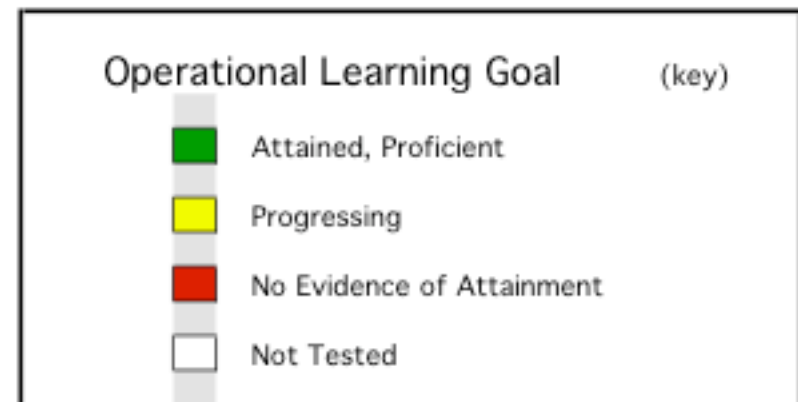 Operational Learning Goal (key)
Attained, Proficient
Progressing
No Evidence of Attainment
Not Tested